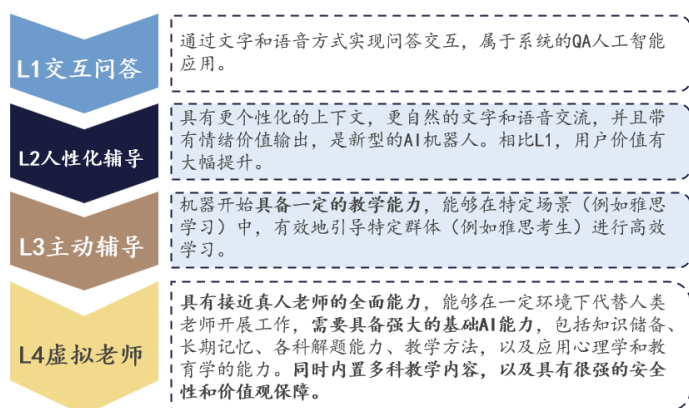 L1交互问答
通过文字和语音方式实现问答交互，属于系统的QA人工智能
应用。
L2人性化辅导
具有更个性化的上下文，更自然的文字和语音交流，并且带
有情绪价值输出，是新型的AI机器人。相比L1，用户价值有
大幅提升。
L3主动辅导
机器开始具备一定的教学能力，能够在特定场景（例如雅思
学习）中，有效地引导特定群体（例如雅思考生）进行高效
学习。
L4虚拟老师
具有接近真人老师的全面能力，能够在一定环境下代替人类
老师开展工作，需要具备强大的基础AI能力，包括知识储备、
长期记忆、各科解题能力、教学方法，以及应用心理学和教
育学的能力。同时内置多科教学内容，以及具有很强的安全
性和价值观保障。